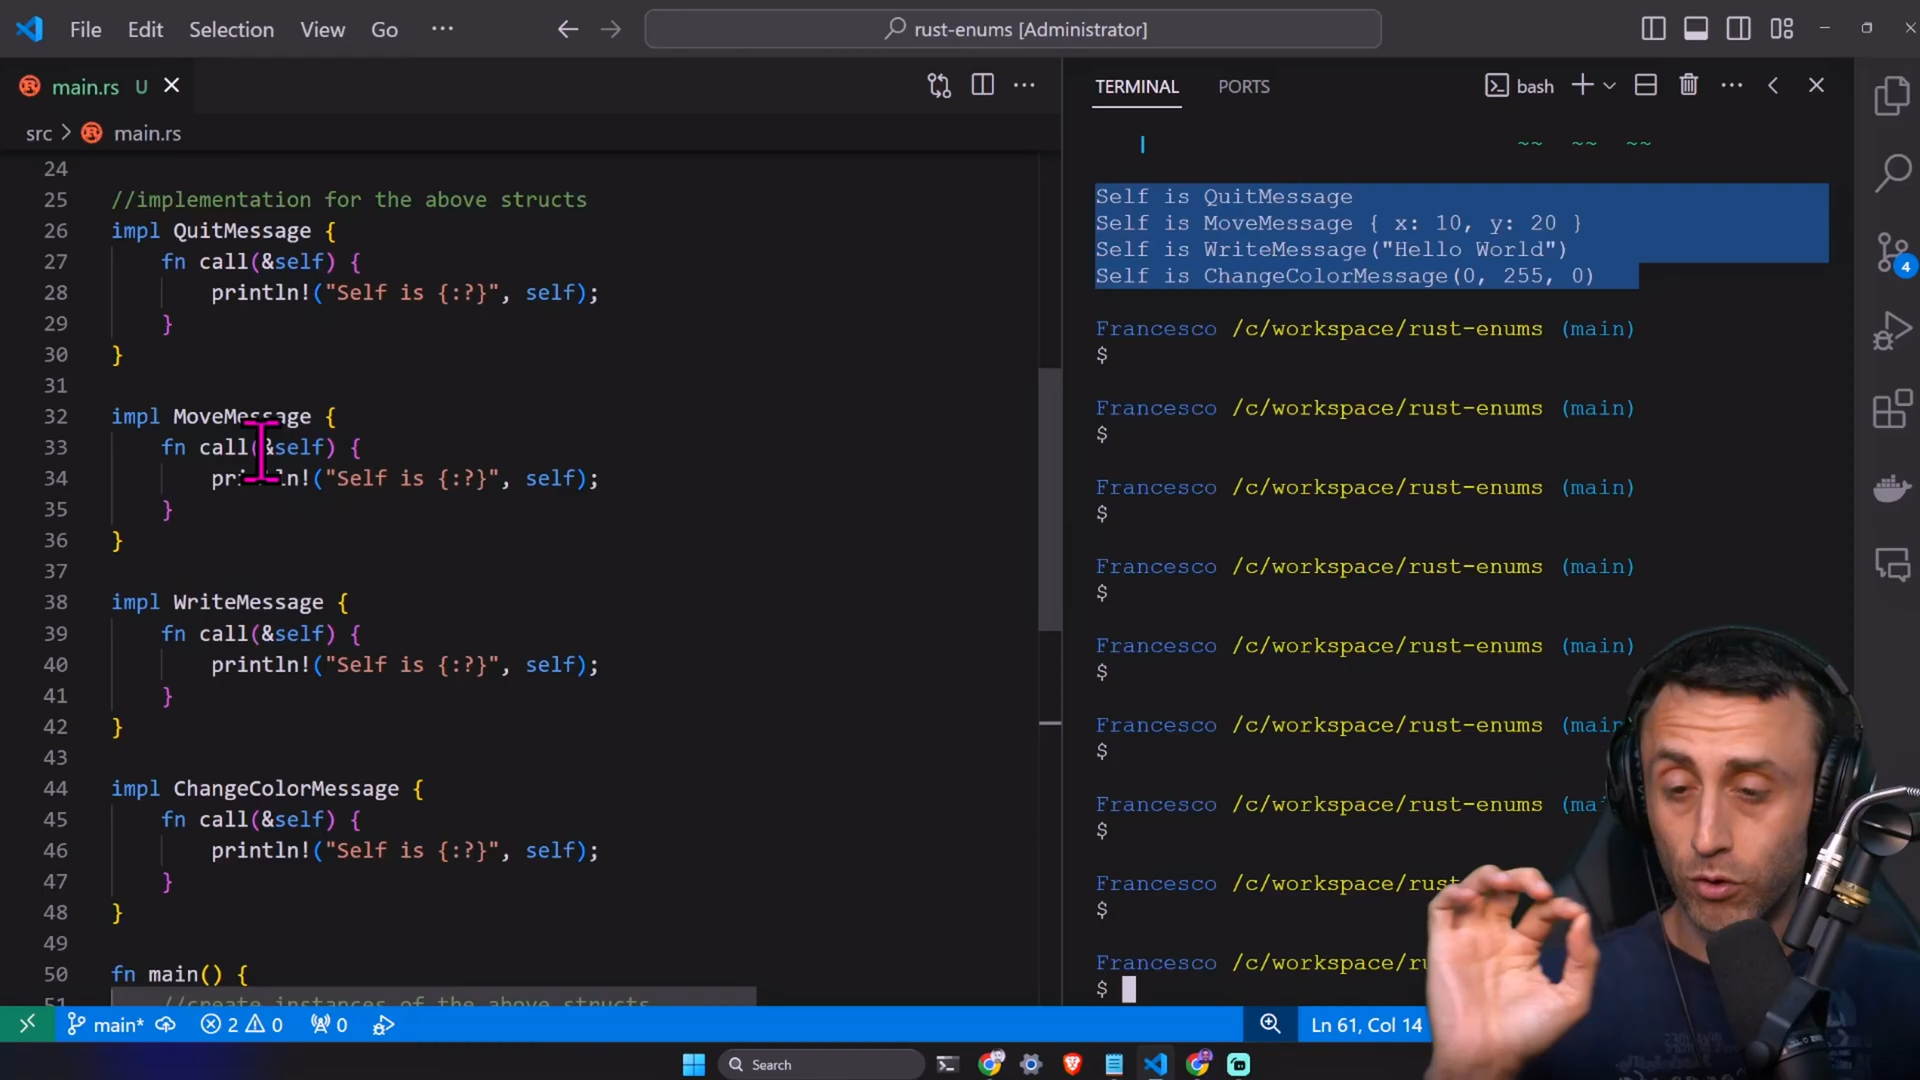 File Edit Selection View Go ···
rust-enums [Administrator]
main.rs U
TERMINAL PORTS
bash
src > main.rs
24
25 //implementation for the above structs
26 impl QuitMessage {
27 fn call(&self) {
28 println!("Self is {:?}", self);
29 }
30 }
31
32 impl MoveMessage {
33 fn call(&self) {
34 println!("Self is {:?}", self);
35 }
36 }
37
38 impl WriteMessage {
39 fn call(&self) {
40 println!("Self is {:?}", self);
41 }
42 }
43
44 impl ChangeColorMessage {
45 fn call(&self) {
46 println!("Self is {:?}", self);
47 }
48 }
49
50 fn main() {
51 //create instances of the above structs
| ~~ ~~ ~~
Self is QuitMessage
Self is MoveMessage { x: 10, y: 20 }
Self is WriteMessage("Hello World")
Self is ChangeColorMessage(0, 255, 0)
Francesco /c/workspace/rust-enums (main)
$
Francesco /c/workspace/rust-enums (main)
$
Francesco /c/workspace/rust-enums (main)
$
Francesco /c/workspace/rust-enums (main)
$
Francesco /c/workspace/rust-enums (main)
$
Francesco /c/workspace/rust-enums (main
$
Francesco /c/workspace/rust-enums (ma
$
Francesco /c/workspace/rust
$
Francesco /c/workspace/ru
$
4
main* 2 0 0
Ln 61, Col 14
Search